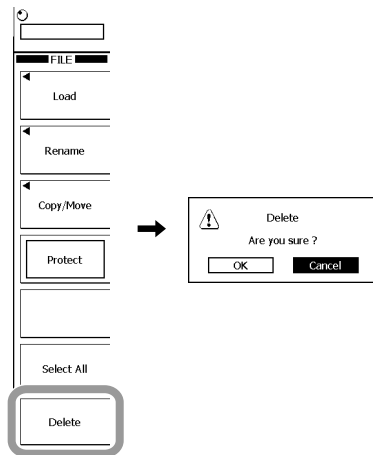 FILE
Load
Rename
Copy/Move
Protect
Select All
Delete
Delete
Are you sure ?
OK Cancel